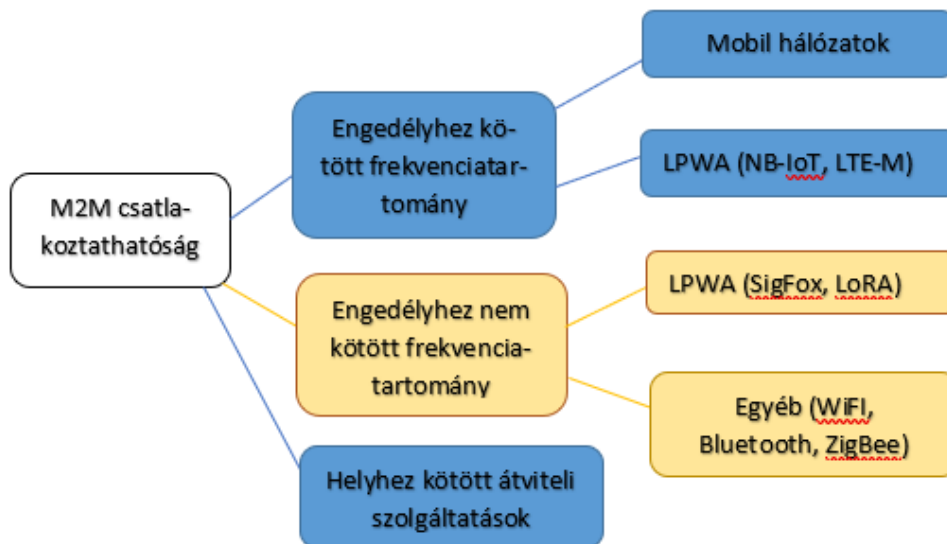 M2M csatla-
koztathatóság
Engedélyhez kö-
tött frekvenciatar-
tomány
Mobil hálózatok
LPWA (NB-IoT, LTE-M)
Engedélyhez nem
kötött frekvencia-
tartomány
LPWA (SigFox, LoRA)
Egyéb (WiFI,
Bluetooth, ZigBee)
Helyhez kötött átviteli
szolgáltatások